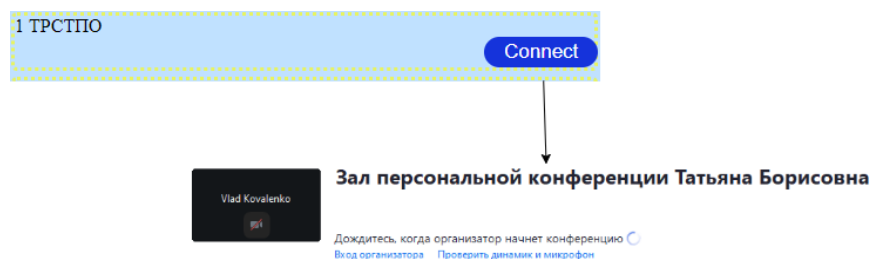 1 ТРСТПО
Connect
Зал персональной конференции Татьяна Борисовна
Vlad Kovalenko
Дождитесь, когда организатор начнет конференцию
Вход организатора Проверить динамик и микрофон